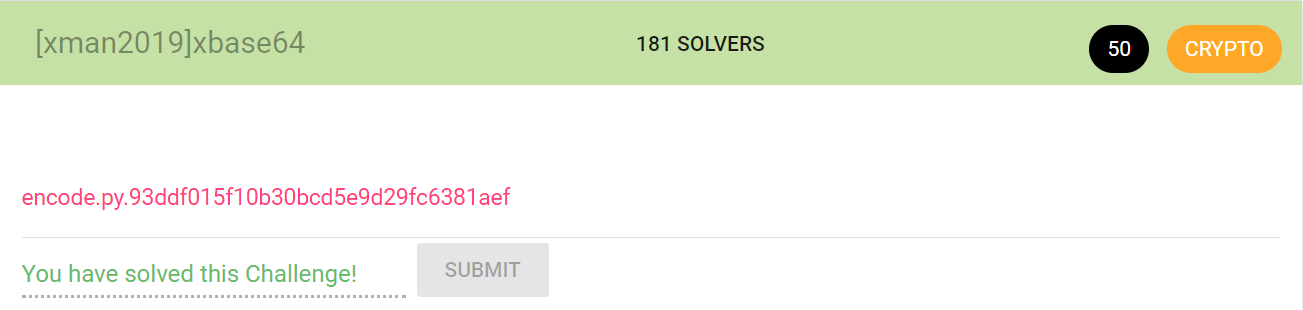 [xman2019]xbase64 181 SOLVERS 50 CRYPTO
encode.py.93ddf015f10b30bcd5e9d29fc6381aef
You have solved this Challenge! SUBMIT